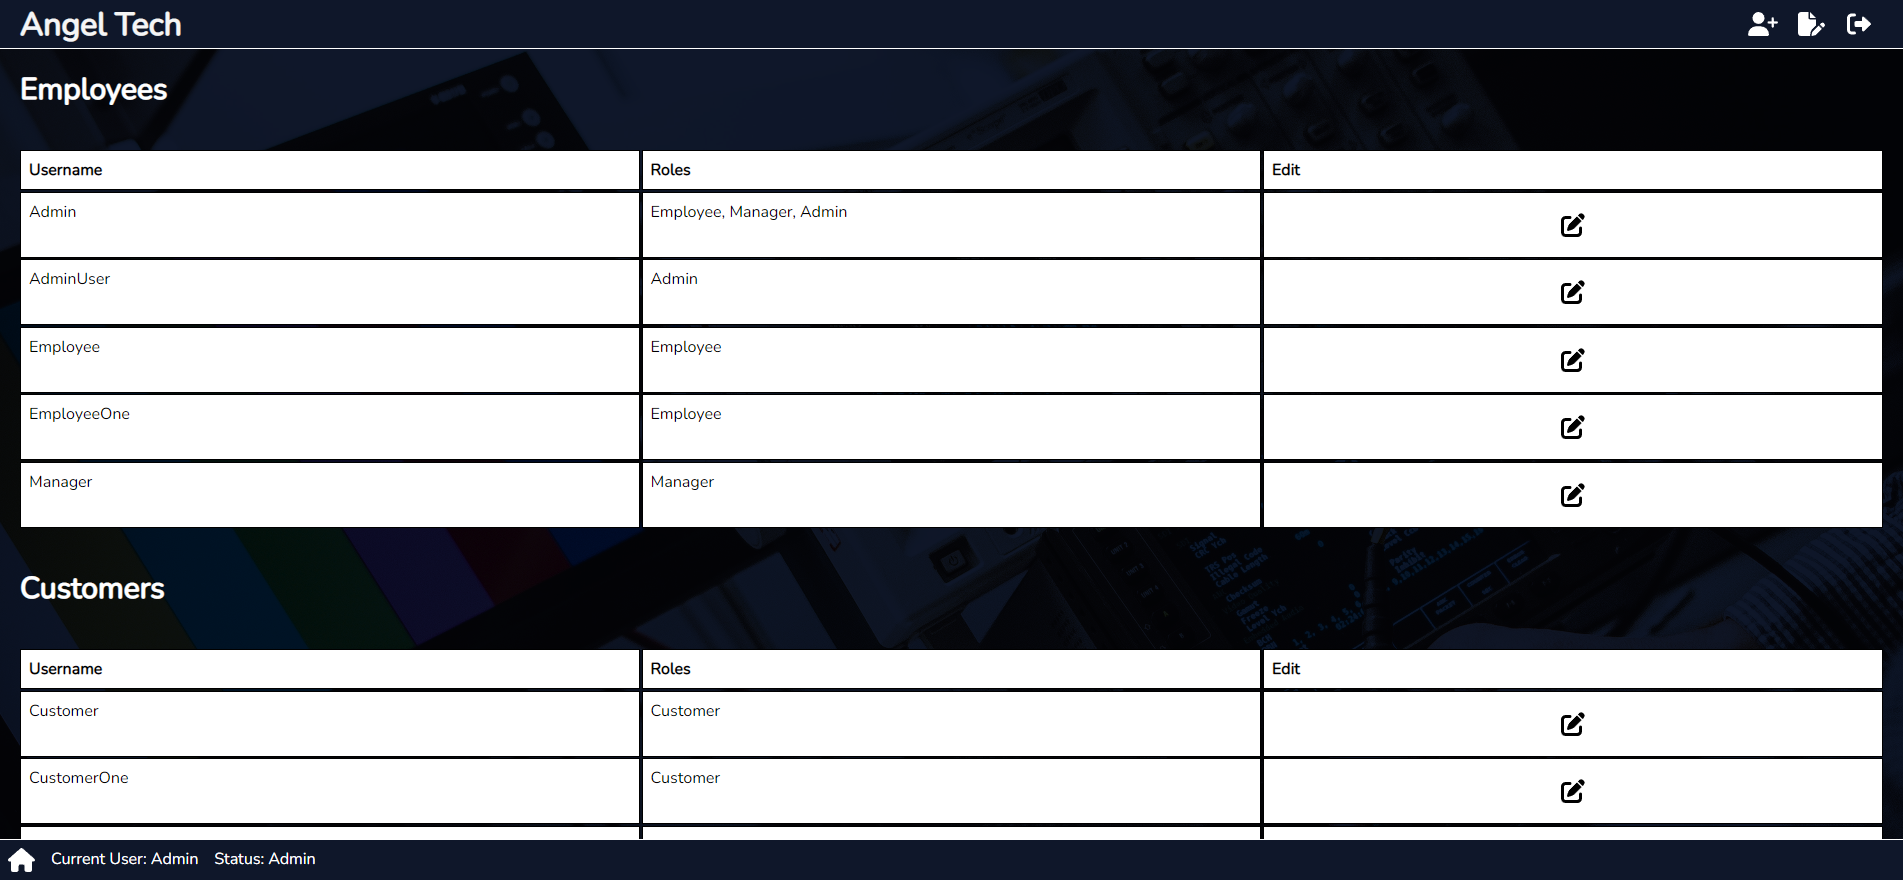 Angel Tech
Employees
Username Roles Edit
Admin Employee, Manager, Admin
AdminUser Admin
Employee Employee
EmployeeOne Employee
Manager Manager
Customers
Username Roles Edit
Customer Customer
CustomerOne Customer
Current User: Admin Status: Admin